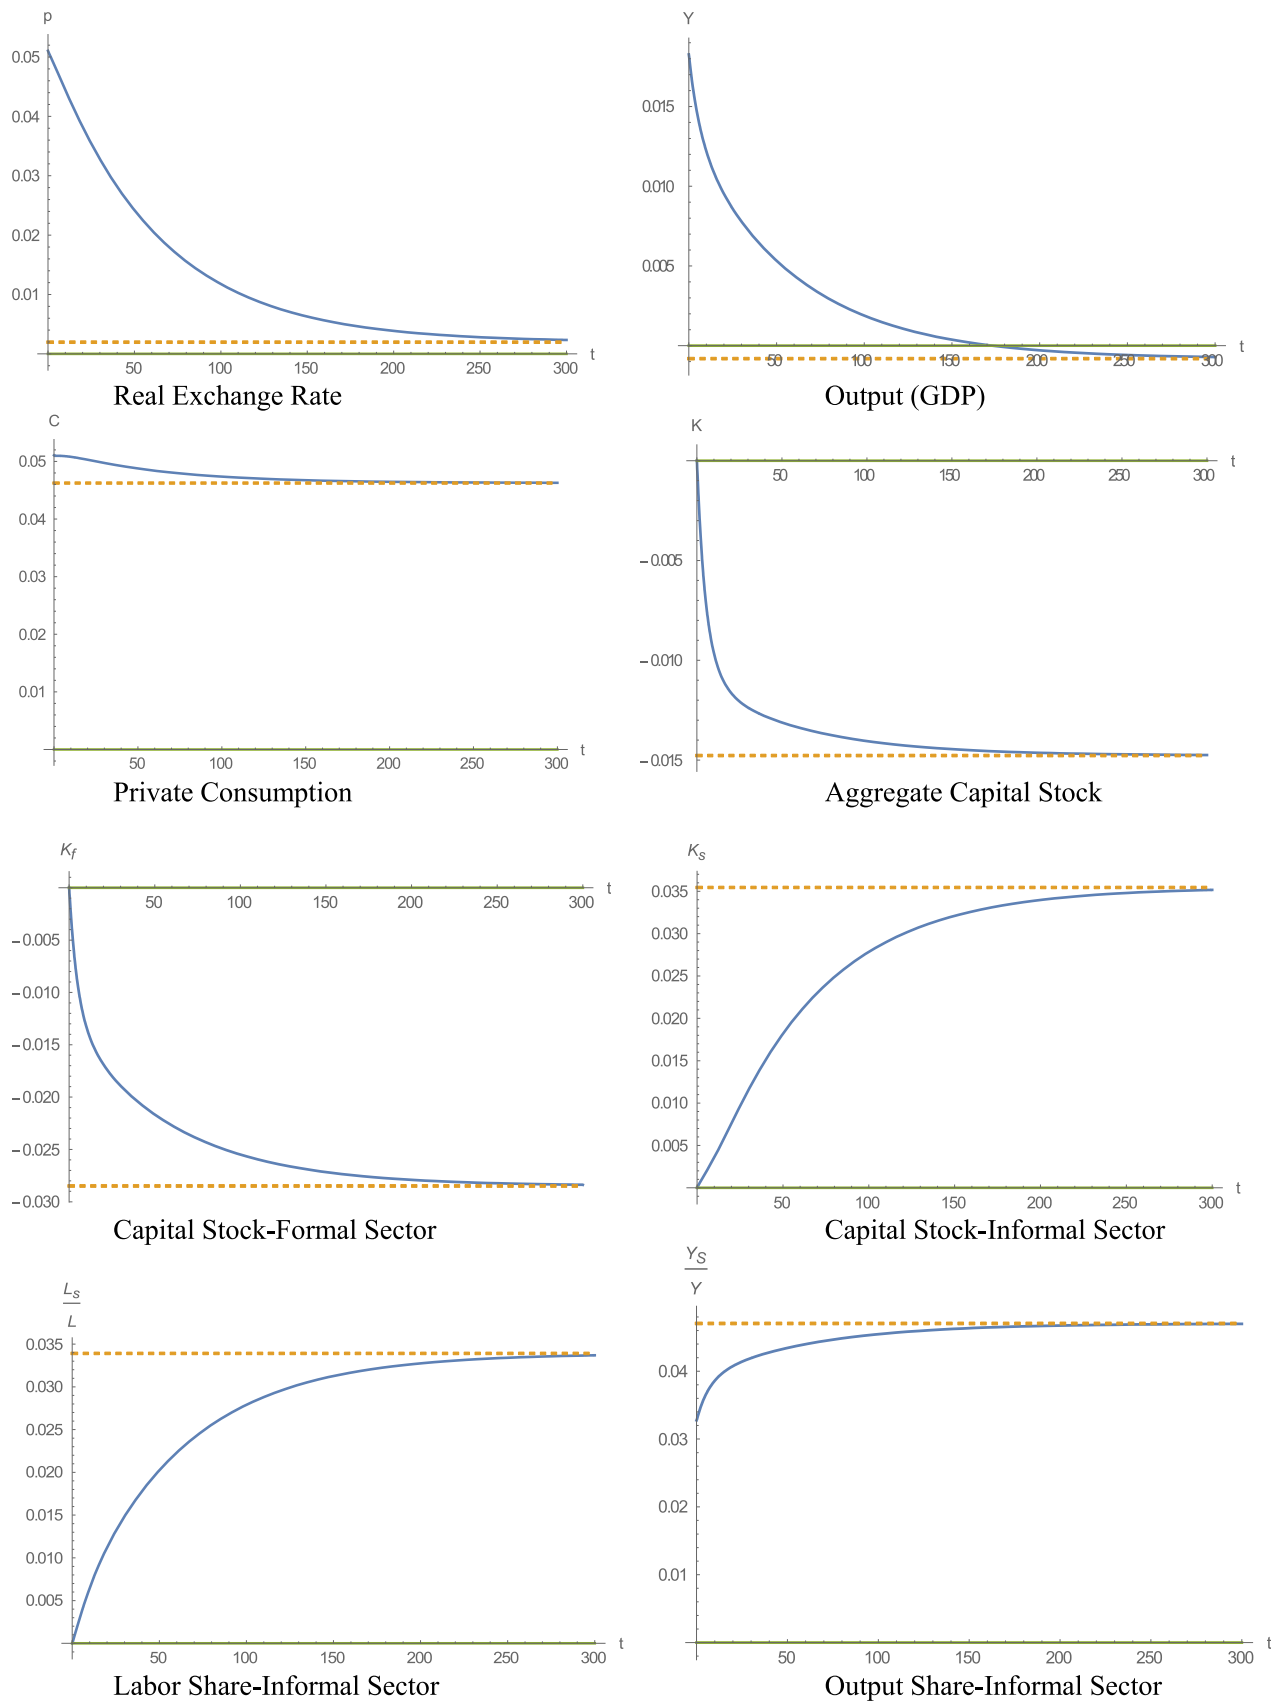 p
0.05
0.04
0.03
0.02
0.01
50 100 150 200 250 300 t
Real Exchange Rate
Y
0.015
0.010
0.005
50 100 150 200 250 300 t
Output (GDP)
C
0.05
0.04
0.03
0.02
0.01
50 100 150 200 250 300 t
Private Consumption
K
50 100 150 200 250 300 t
−0.005
−0.010
−0.015
Aggregate Capital Stock
K_f
50 100 150 200 250 300 t
−0.005
−0.010
−0.015
−0.020
−0.025
−0.030
Capital Stock-Formal Sector
K_s
0.035
0.030
0.025
0.020
0.015
0.010
0.005
50 100 150 200 250 300 t
Capital Stock-Informal Sector
L_s
L
0.035
0.030
0.025
0.020
0.015
0.010
0.005
50 100 150 200 250 300 t
Labor Share-Informal Sector
Y_S
Y
0.04
0.03
0.02
0.01
50 100 150 200 250 300 t
Output Share-Informal Sector